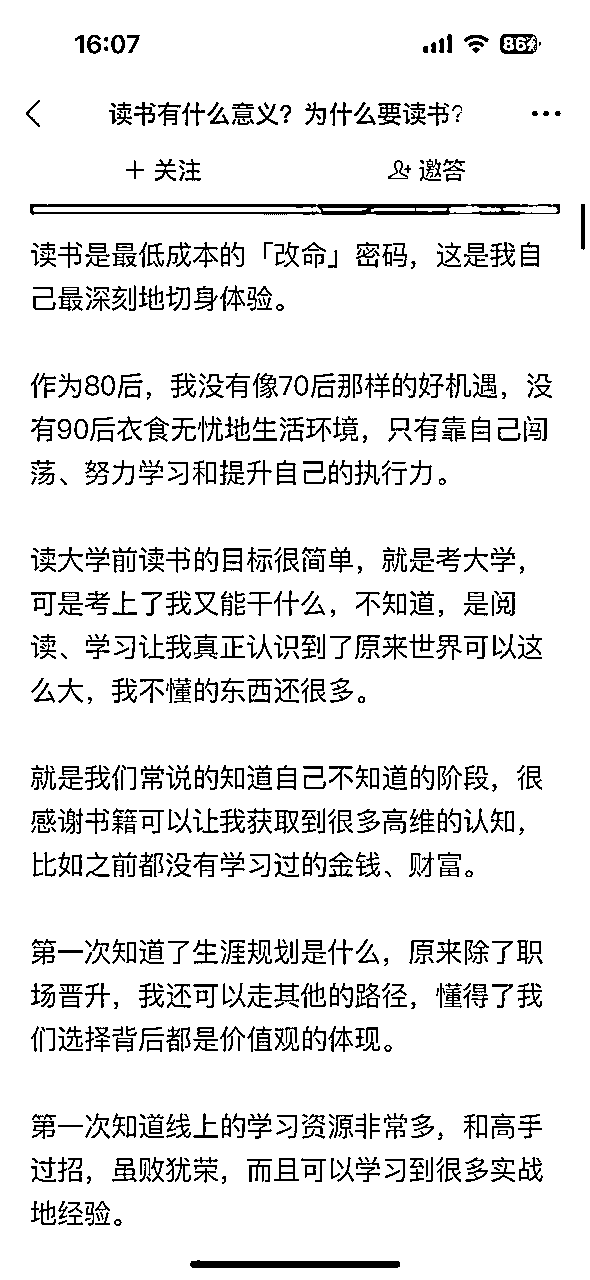 16:07
86
读书有什么意义？为什么要读书？
+ 关注
邀答
读书是最低成本的「改命」密码，这是我自
己最深刻地切身体验。
作为80后，我没有像70后那样的好机遇，没
有90后衣食无忧地生活环境，只有靠自己闯
荡、努力学习和提升自己的执行力。
读大学前读书的目标很简单，就是考大学，
可是考上了我又能干什么，不知道，是阅
读、学习让我真正认识到了原来世界可以这
么大，我不懂的东西还很多。
就是我们常说的知道自己不知道的阶段，很
感谢书籍可以让我获取到很多高维的认知，
比如之前都没有学习过的金钱、财富。
第一次知道了生涯规划是什么，原来除了职
场晋升，我还可以走其他的路径，懂得了我
们选择背后都是价值观的体现。
第一次知道线上的学习资源非常多，和高手
过招，虽败犹荣，而且可以学习到很多实战
地经验。